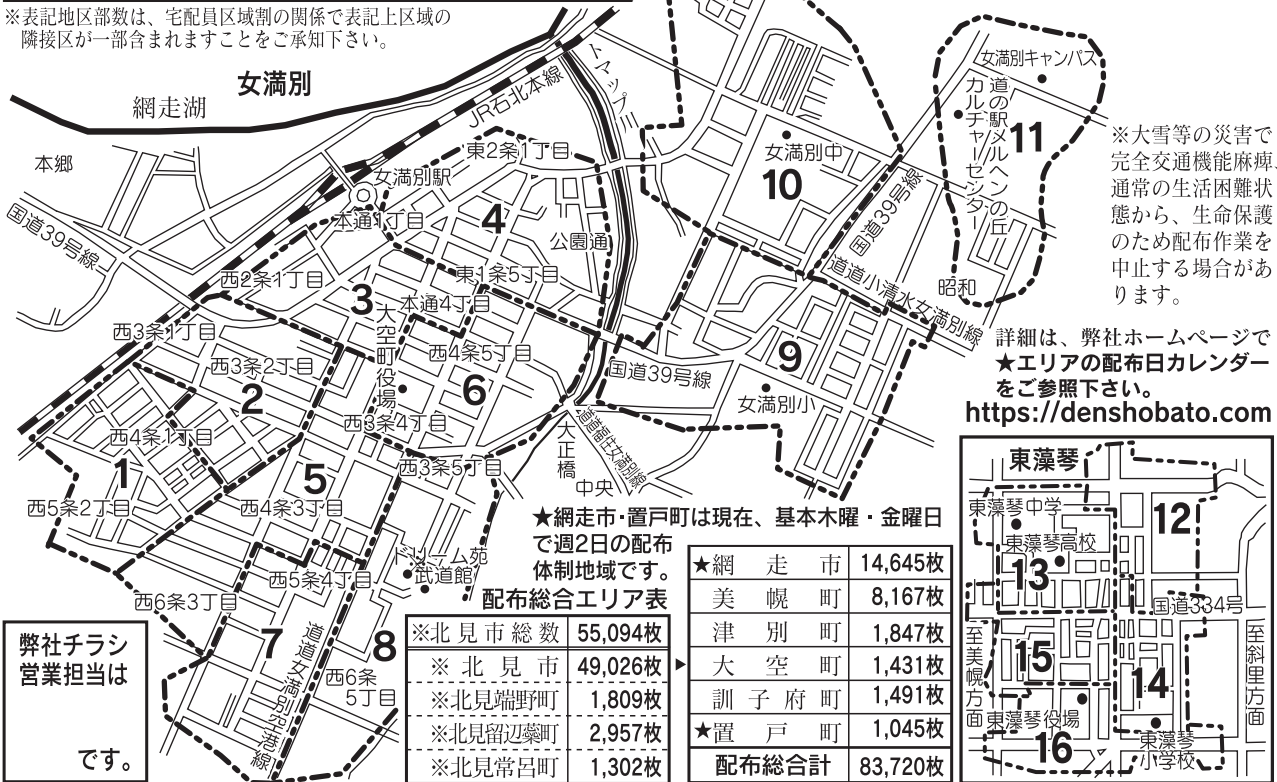 ※表記地区部数は、宅配員区域割の関係で表記上区域の
隣接区が一部含まれますことをご承知下さい。
女満別
網走湖
本郷
国道39号線
JR石北本線
トマップ川
東2条1丁目
女満別駅
本通1丁目
4
公園通
西2条1丁目
3
東1条5丁目
本通4丁目
大空町役場
西3条1丁目
西3条2丁目
2
西4条5丁目
6
西4条1丁目
1
西3条4丁目
西3条5丁目
5
西5条2丁目
西4条3丁目
西5条4丁目
西6条3丁目
7
道道女満別空港線
8
西6条
5丁目
ドリーム苑
武道館
大正橋
中央
国道39号線
女満別小
9
女満別中
10
国道39号線
道道小清水女満別線
昭和
女満別キャンパス
道の駅メルヘンの丘
カルチャーセンター
11
※大雪等の災害で
完全交通機能麻痺、
通常の生活困難状
態から、生命保護
のため配布作業を
中止する場合があ
ります。
詳細は、弊社ホームページで
★エリアの配布日カレンダー
をご参照下さい。
https://denshobato.com
★網走市・置戸町は現在、基本木曜・金曜日
で週2日の配布
体制地域です。
配布総合エリア表
※北見市総数 55,094枚
※北見市 49,026枚
※北見端野町 1,809枚
※北見留辺蘂町 2,957枚
※北見常呂町 1,302枚
★網走市 14,645枚
美幌町 8,167枚
津別町 1,847枚
▶大空町 1,431枚
訓子府町 1,491枚
★置戸町 1,045枚
配布総合計 83,720枚
弊社チラシ
営業担当は
です。
東藻琴
12
東藻琴中学
東藻琴高校
13
国道334号
至美幌方面
15
14
至斜里方面
東藻琴役場
16
東藻琴
小学校